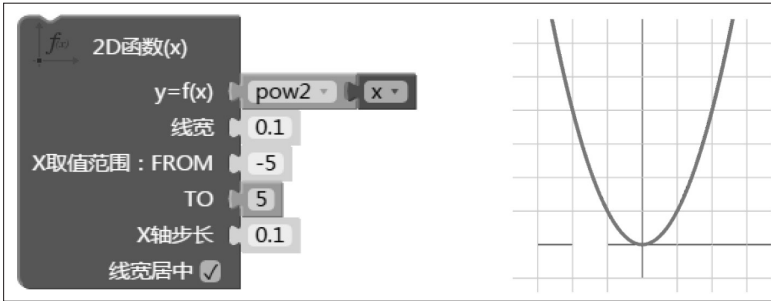 f(x) 2D函数(x)
y=f(x) pow2 x
线宽 0.1
X取值范围：FROM -5
TO 5
X轴步长 0.1
线宽居中